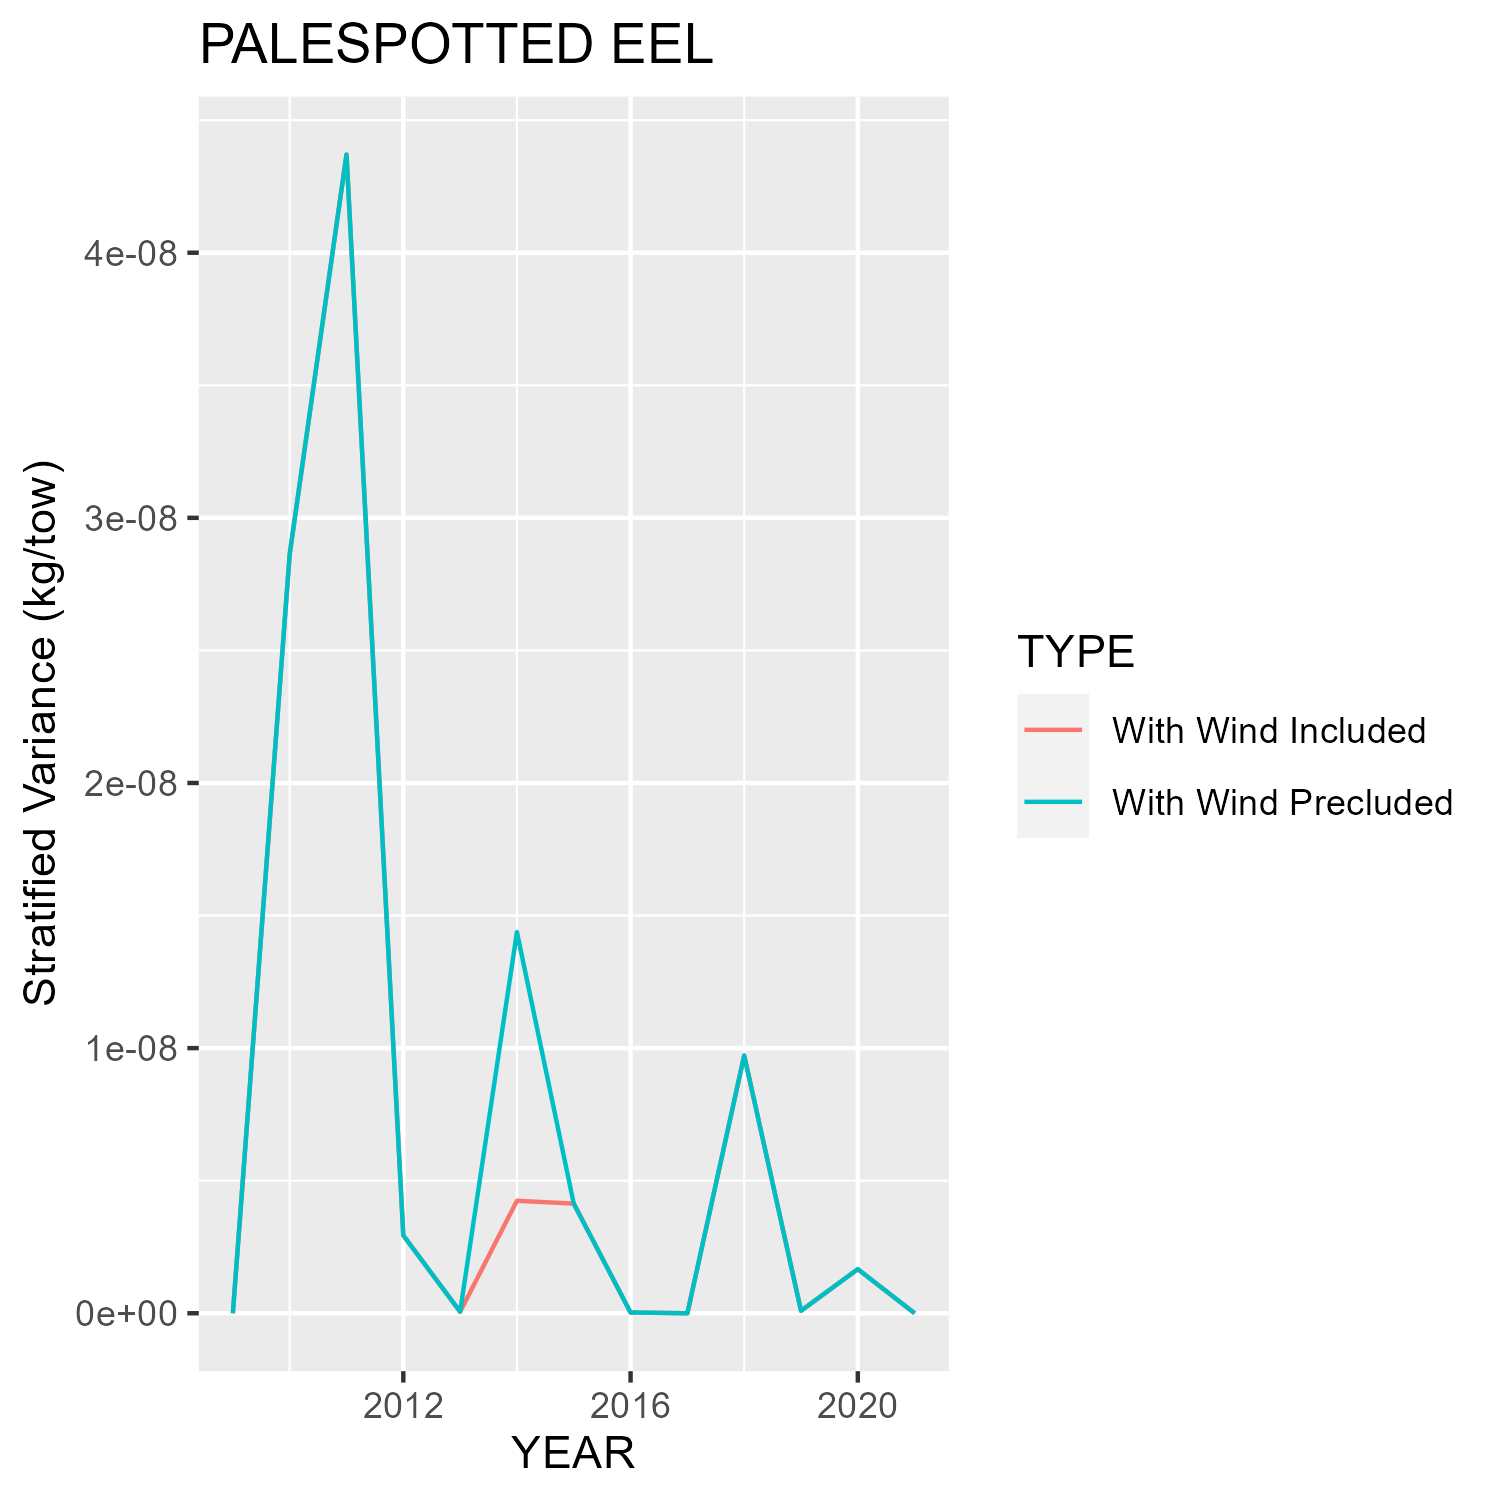 PALESPOTTED EEL
Stratified Variance (kg/tow)
4e-08
3e-08
2e-08
1e-08
0e+00
2012
2016
2020
YEAR
TYPE
With Wind Included
With Wind Precluded